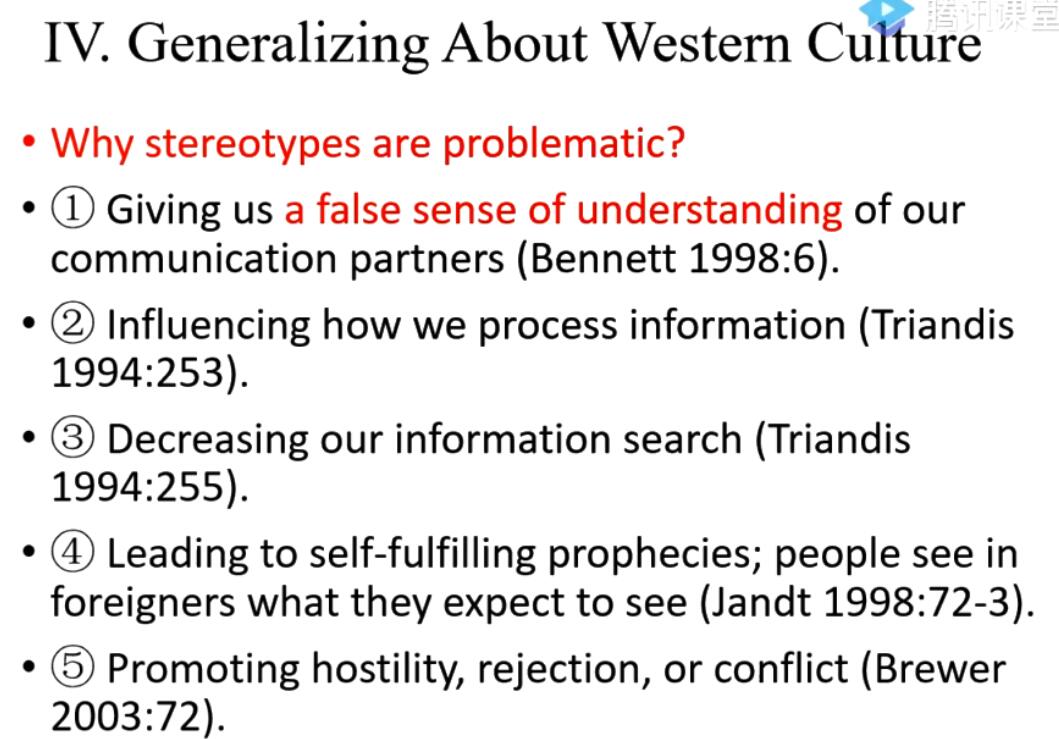 腾讯课堂
IV. Generalizing About Western Culture
• Why stereotypes are problematic?
• ① Giving us a false sense of understanding of our
communication partners (Bennett 1998:6).
• ② Influencing how we process information (Triandis
1994:253).
• ③ Decreasing our information search (Triandis
1994:255).
• ④ Leading to self-fulfilling prophecies; people see in
foreigners what they expect to see (Jandt 1998:72-3).
• ⑤ Promoting hostility, rejection, or conflict (Brewer
2003:72).